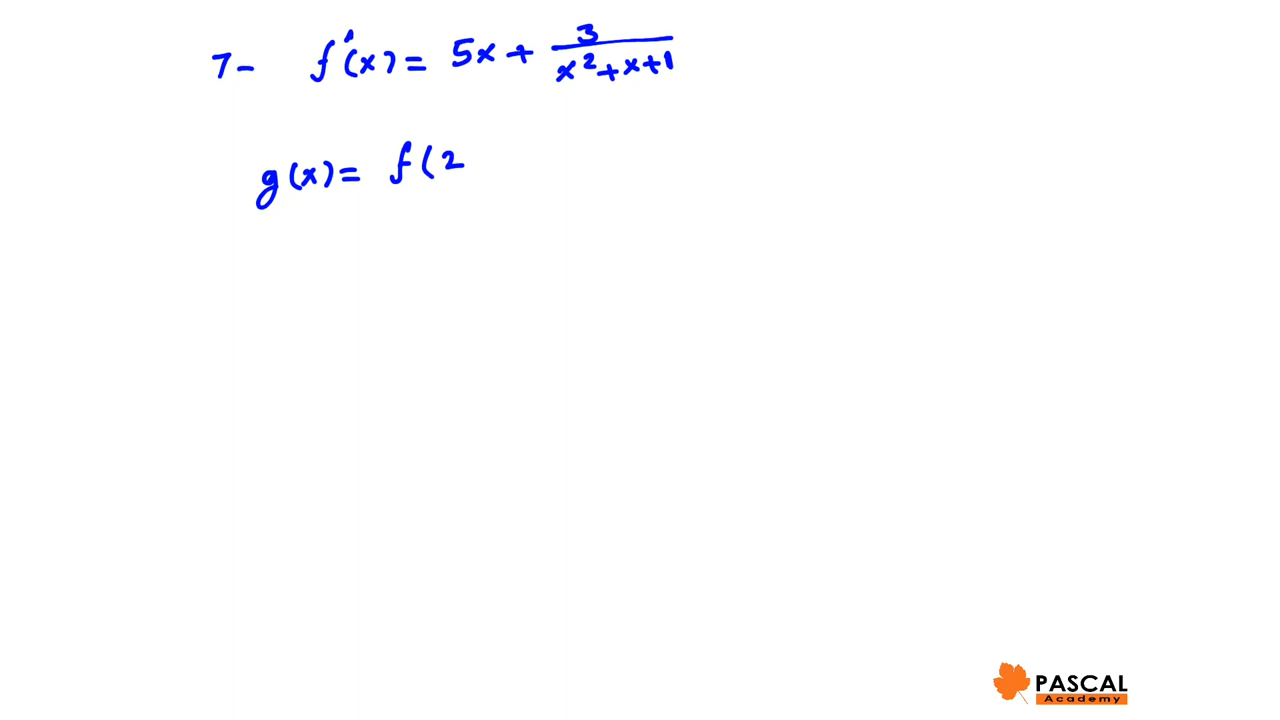 7- f'(x) = 5x + 3/(x²+x+1)
g(x) = f(2
PASCAL
Academy